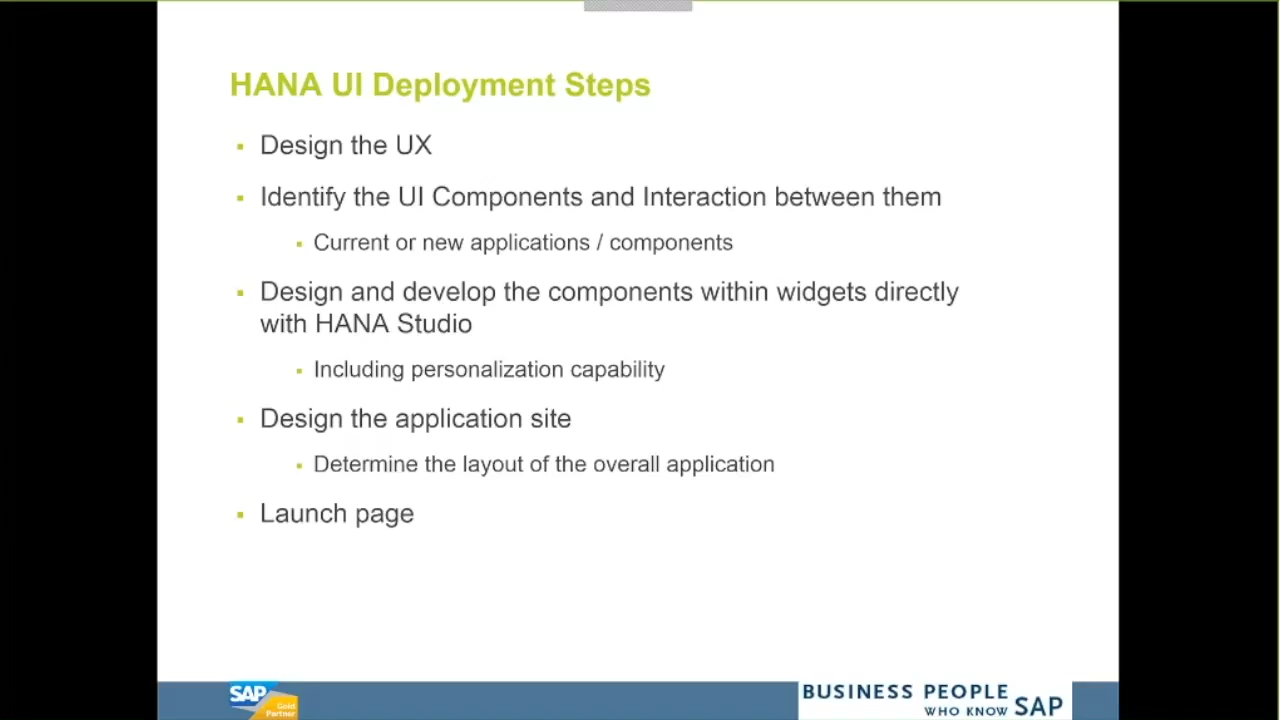 HANA UI Deployment Steps
Design the UX
Identify the UI Components and Interaction between them
Current or new applications / components
Design and develop the components within widgets directly
with HANA Studio
Including personalization capability
Design the application site
Determine the layout of the overall application
Launch page
SAP
Gold
Partner
BUSINESS PEOPLE
WHO KNOW SAP